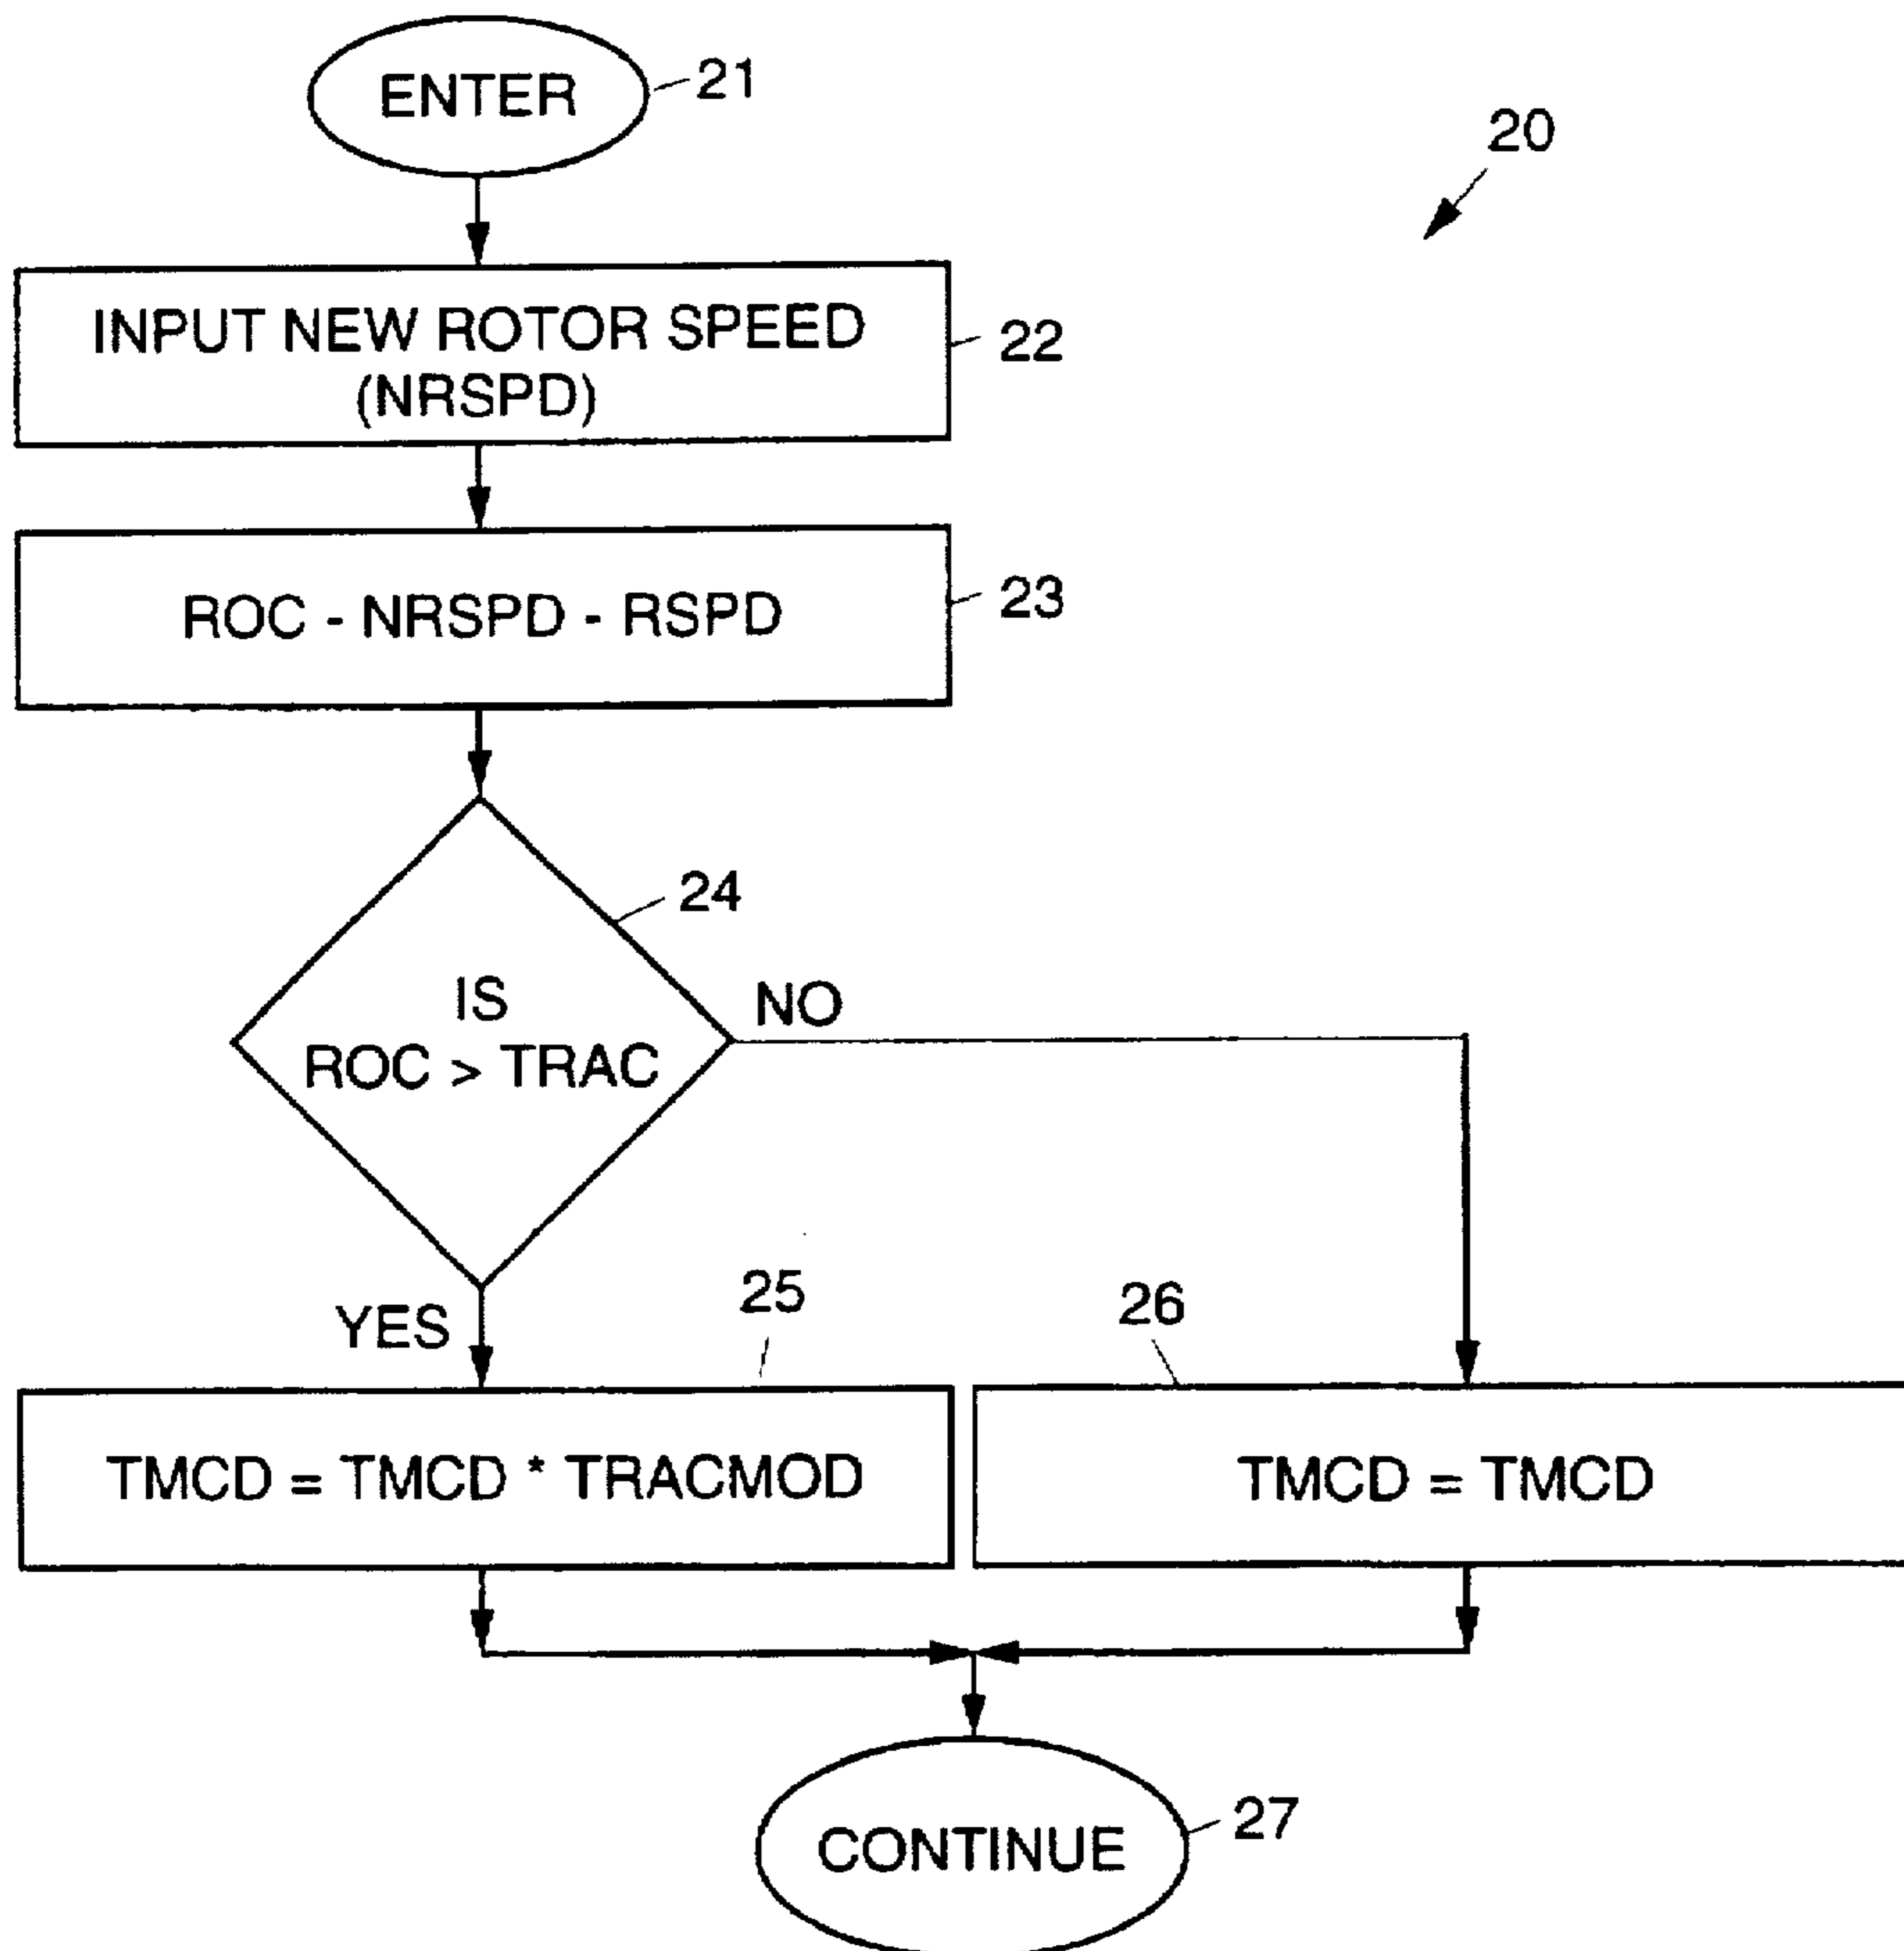 ENTER
21
20
INPUT NEW ROTOR SPEED
(NRSPD)
22
ROC - NRSPD - RSPD
23
24
IS
ROC > TRAC
NO
YES
25
26
TMCD = TMCD * TRACMOD
TMCD = TMCD
CONTINUE
27